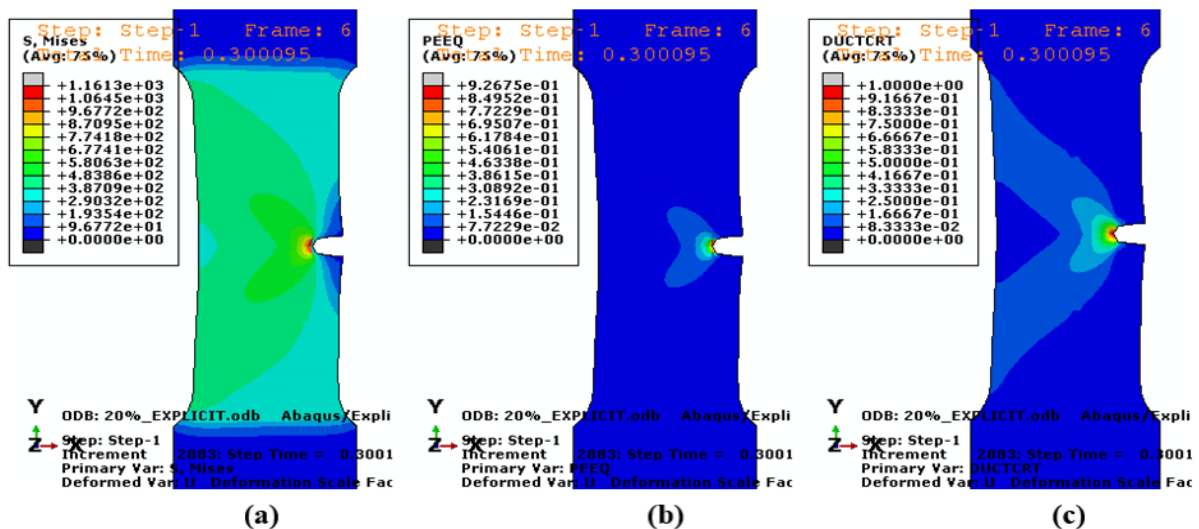 Step: Step-1 Frame: 6
Total Time: 0.300095
S, Mises
(Avg: 75%)
+1.1613e+03
+1.0645e+03
+9.6772e+02
+8.7095e+02
+7.7418e+02
+6.7741e+02
+5.8063e+02
+4.8386e+02
+3.8709e+02
+2.9032e+02
+1.9354e+02
+9.6772e+01
+0.0000e+00
Y
Z X
ODB: 20%_EXPLICIT.odb Abaqus/Expli
Step: Step-1
Increment 2883: Step Time = 0.3001
Primary Var: S, Mises
Deformed Var: U Deformation Scale Fac
(a)
Step: Step-1 Frame: 6
Total Time: 0.300095
PEEQ
(Avg: 75%)
+9.2675e-01
+8.4952e-01
+7.7229e-01
+6.9507e-01
+6.1784e-01
+5.4061e-01
+4.6338e-01
+3.8615e-01
+3.0892e-01
+2.3169e-01
+1.5446e-01
+7.7229e-02
+0.0000e+00
Y
Z X
ODB: 20%_EXPLICIT.odb Abaqus/Expli
Step: Step-1
Increment 2883: Step Time = 0.3001
Primary Var: PEEQ
Deformed Var: U Deformation Scale Fac
(b)
Step: Step-1 Frame: 6
Total Time: 0.300095
DUCTCRT
(Avg: 75%)
+1.0000e+00
+9.1667e-01
+8.3333e-01
+7.5000e-01
+6.6667e-01
+5.8333e-01
+5.0000e-01
+4.1667e-01
+3.3333e-01
+2.5000e-01
+1.6667e-01
+8.3333e-02
+0.0000e+00
Y
Z X
ODB: 20%_EXPLICIT.odb Abaqus/Expli
Step: Step-1
Increment 2883: Step Time = 0.3001
Primary Var: DUCTCRT
Deformed Var: U Deformation Scale Fac
(c)